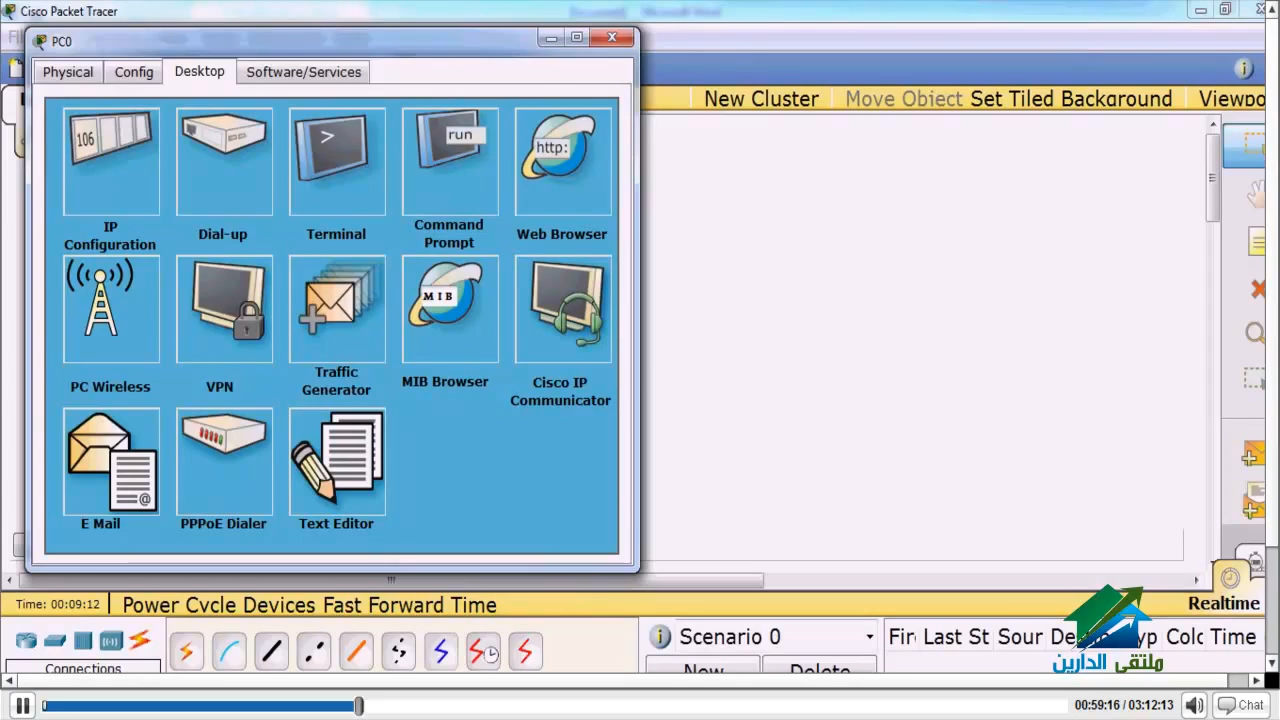 Cisco Packet Tracer
PC0
Physical
Config
Desktop
Software/Services
New Cluster
Move Object
Set Tiled Background
Viewpo
106
>
run
http:
IP Configuration
Dial-up
Terminal
Command Prompt
Web Browser
MIB
PC Wireless
VPN
Traffic Generator
MIB Browser
Cisco IP Communicator
@
E Mail
PPPoE Dialer
Text Editor
Time: 00:09:12
Power Cycle Devices Fast Forward Time
Realtime
Scenario 0
Fire Last St Sour
Colc Time
Connections
New
Delete
ملتقى الدارين
00:59:16 / 03:12:13
Chat